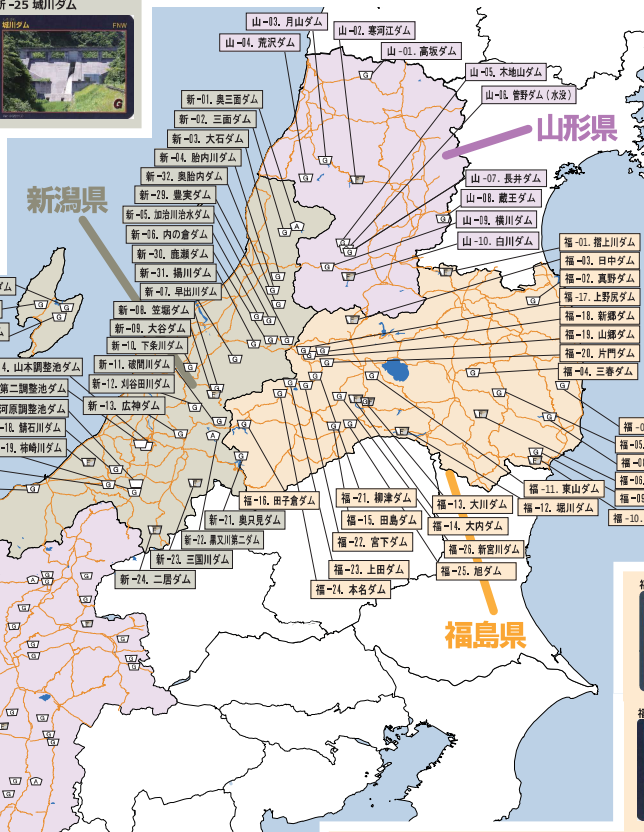 新-25 城川ダム
城川ダム FNW
G
山-03. 月山ダム
山-02. 寒河江ダム
山-04. 荒沢ダム
山-01. 高坂ダム
山-05. 木地山ダム
山-06. 管野ダム(水没)
山形県
新-01. 奥三面ダム
新-02. 三面ダム
新-03. 大石ダム
新-04. 胎内川ダム
新-32. 奥胎内ダム
新-29. 豊実ダム
新-05. 加治川治水ダム
新-06. 内の倉ダム
新-30. 鹿瀬ダム
新-31. 揚川ダム
新-07. 早出川ダム
新-08. 笠堀ダム
新-09. 大谷ダム
新-10. 下条川ダム
新-11. 破間川ダム
新-12. 刈谷田川ダム
新-13. 広神ダム
新潟県
山-07. 長井ダム
山-08. 蔵王ダム
山-09. 横川ダム
山-10. 白川ダム
福-01. 摺上川ダム
福-03. 日中ダム
福-02. 真野ダム
福-17. 上野尻ダム
福-18. 新郷ダム
福-19. 山郷ダム
福-20. 片門ダム
福-04. 三春ダム
ダム
4. 山本調整池ダム
第二調整池ダム
河原調整池ダム
-18. 鯖石川ダム
-19. 柿崎川ダム
福-0
福-05.
福-0
福-06.
福-09
福-10.
福-11. 東山ダム
福-12. 堀川ダム
福-16. 田子倉ダム
福-21. 柳津ダム
福-15. 田島ダム
福-22. 宮下ダム
福-23. 上田ダム
福-24. 本名ダム
福-13. 大川ダム
福-14. 大内ダム
福-26. 新宮川ダム
福-25. 旭ダム
新-21. 奥只見ダム
新-22. 黒又川第二ダム
新-23. 三国川ダム
新-24. 二居ダム
福島県